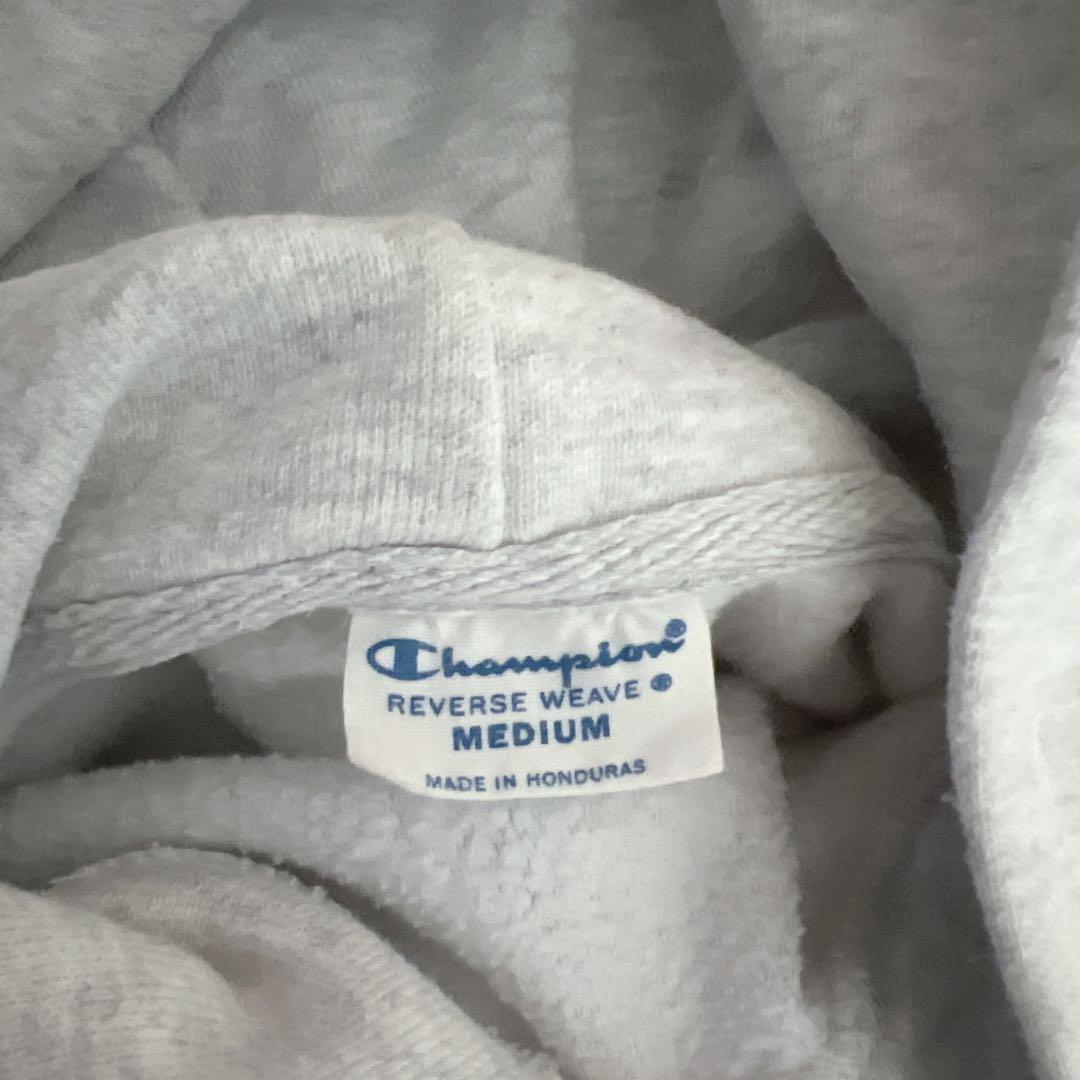 Champion®
REVERSE WEAVE ®
MEDIUM
MADE IN HONDURAS